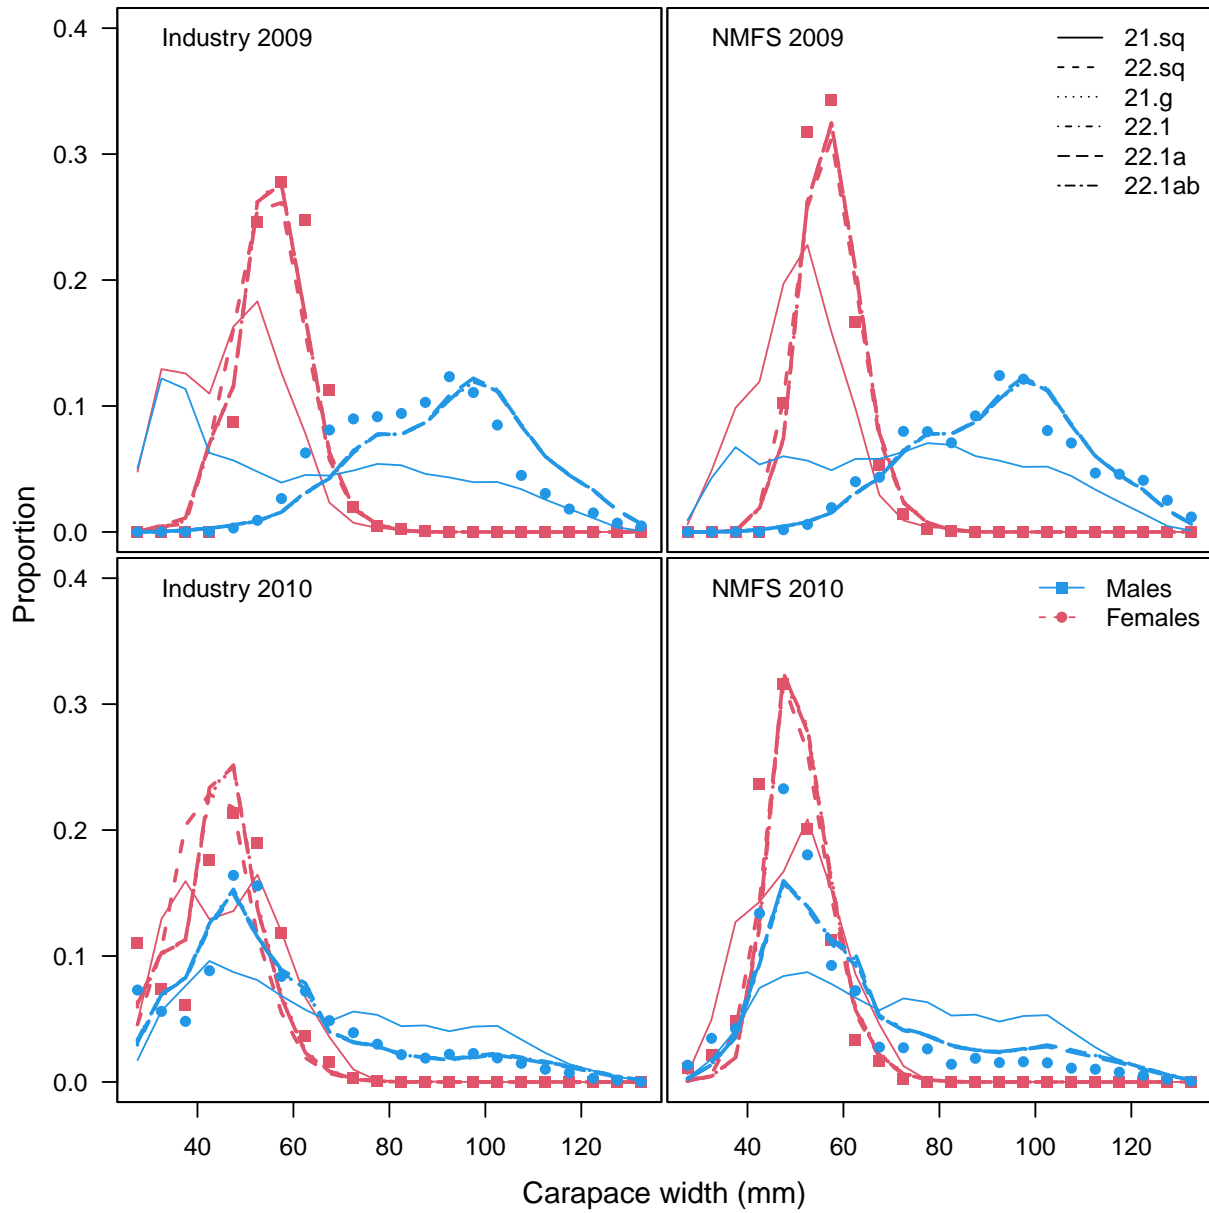 Industry 2009
NMFS 2009
21.sq
22.sq
21.g
22.1
22.1a
22.1ab
0.4
0.3
0.2
0.1
0.0
Industry 2010
NMFS 2010
Males
Females
0.4
0.3
0.2
0.1
0.0
Proportion
40 60 80 100 120
40 60 80 100 120
Carapace width (mm)